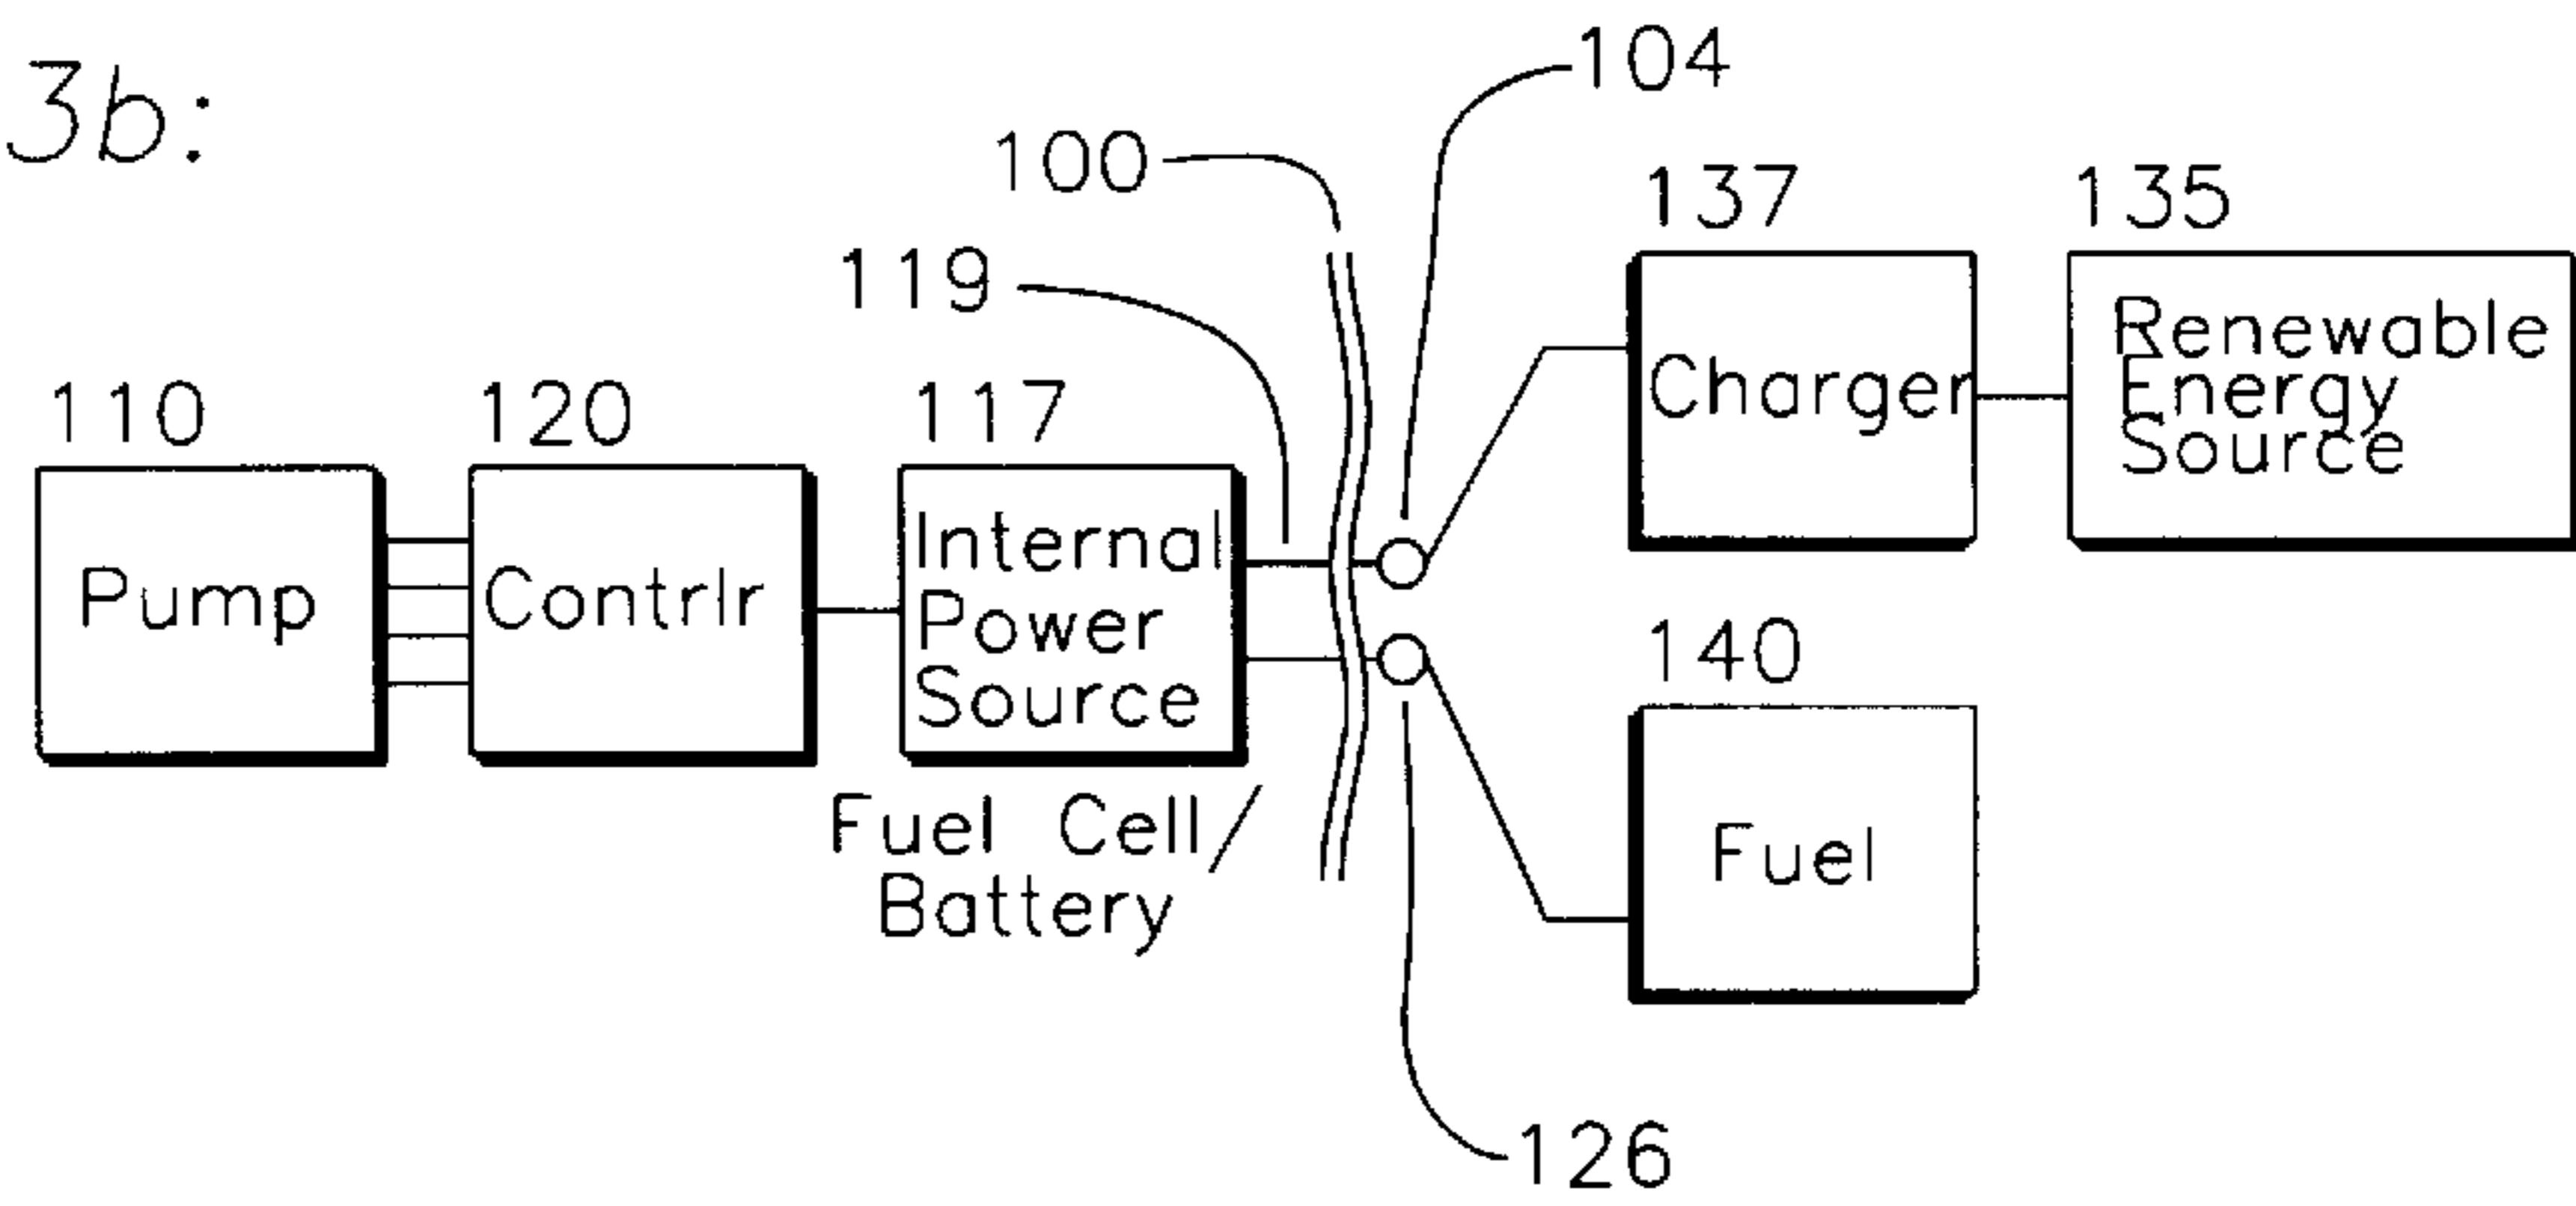 3b:
104
100
137
135
119
Renewable
Energy
Source
Charger
110
120
117
Internal
Power
Source
Pump
Contrlr
140
Fuel Cell/
Battery
Fuel
126